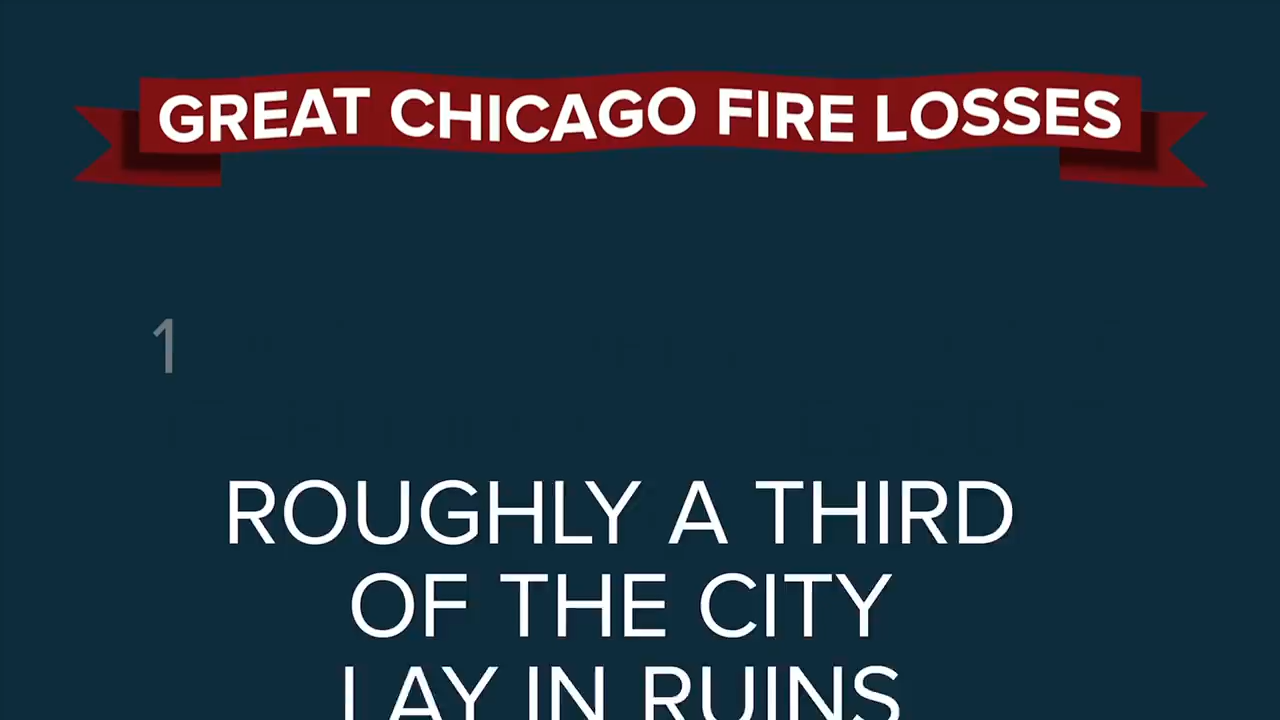 GREAT CHICAGO FIRE LOSSES
1
ROUGHLY A THIRD
OF THE CITY
LAY IN RUINS